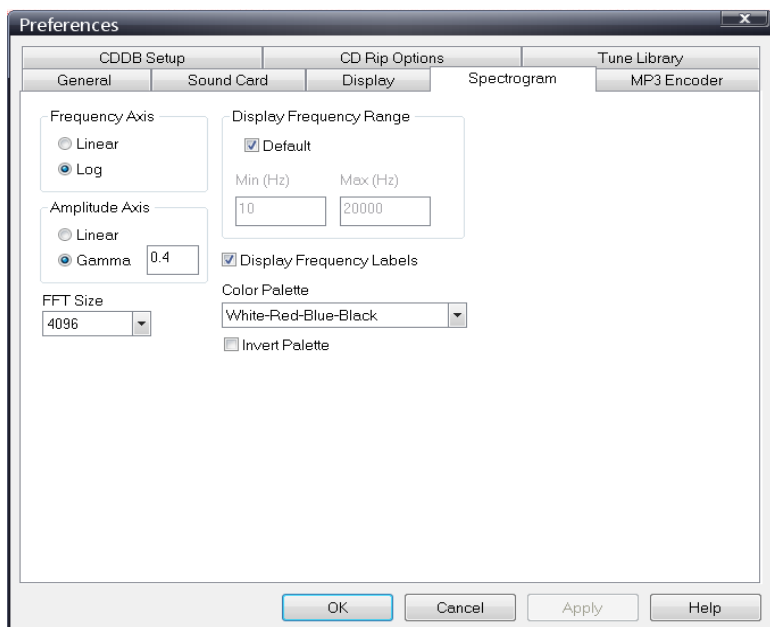 Preferences
x
CDDB Setup
CD Rip Options
Tune Library
General
Sound Card
Display
Spectrogram
MP3 Encoder
Frequency Axis
Linear
Log
Amplitude Axis
Linear
Gamma 0.4
FFT Size
4096
Display Frequency Range
Default
Min (Hz) Max (Hz)
10 20000
Display Frequency Labels
Color Palette
White-Red-Blue-Black
Invert Palette
OK
Cancel
Apply
Help